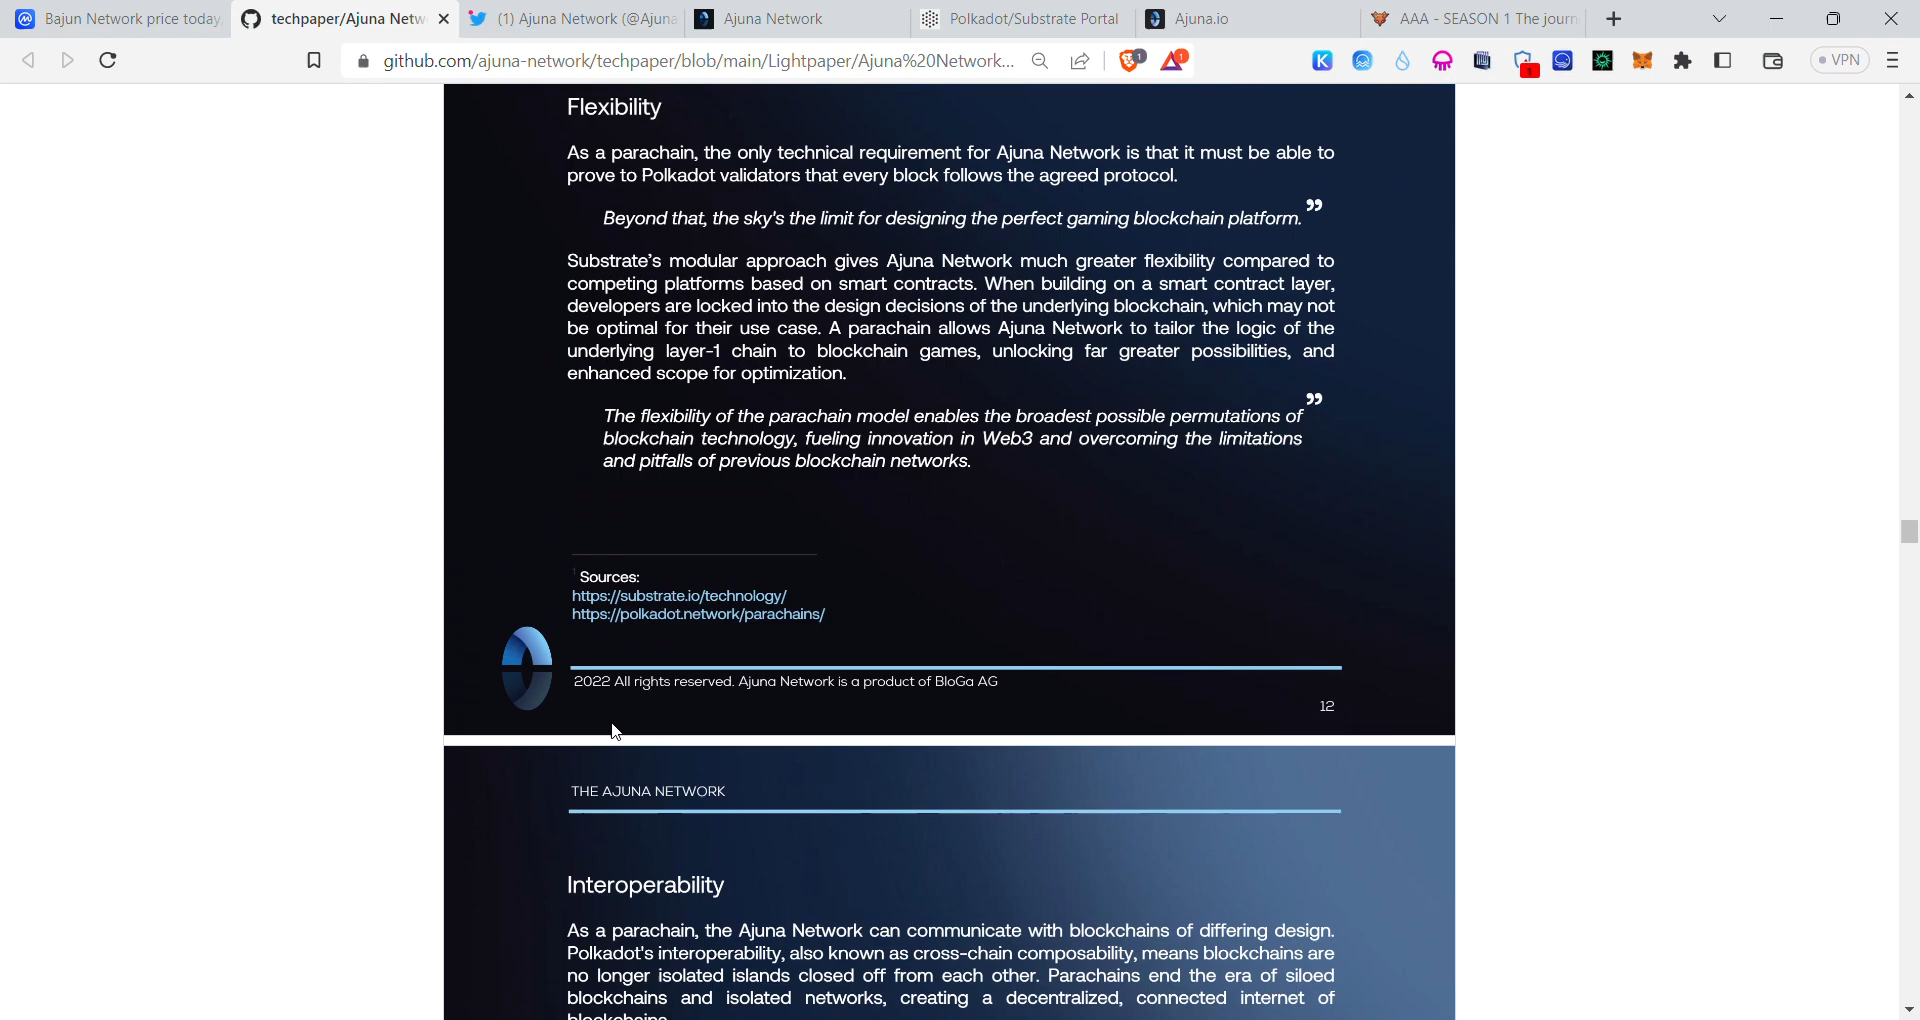 Bajun Network price today,
techpaper/Ajuna Netw
(1) Ajuna Network (@Ajuna
Ajuna Network
Polkadot/Substrate Portal
Ajuna.io
AAA - SEASON 1 The journ
github.com/ajuna-network/techpaper/blob/main/Lightpaper/Ajuna%20Network...
1
1
K
VPN
Flexibility
As a parachain, the only technical requirement for Ajuna Network is that it must be able to
prove to Polkadot validators that every block follows the agreed protocol.
Beyond that, the sky's the limit for designing the perfect gaming blockchain platform. ”
Substrate's modular approach gives Ajuna Network much greater flexibility compared to
competing platforms based on smart contracts. When building on a smart contract layer,
developers are locked into the design decisions of the underlying blockchain, which may not
be optimal for their use case. A parachain allows Ajuna Network to tailor the logic of the
underlying layer-1 chain to blockchain games, unlocking far greater possibilities, and
enhanced scope for optimization.
The flexibility of the parachain model enables the broadest possible permutations of ”
blockchain technology, fueling innovation in Web3 and overcoming the limitations
and pitfalls of previous blockchain networks.
1 Sources:
https://substrate.io/technology/
https://polkadot.network/parachains/
2022 All rights reserved. Ajuna Network is a product of BloGa AG
12
THE AJUNA NETWORK
Interoperability
As a parachain, the Ajuna Network can communicate with blockchains of differing design.
Polkadot's interoperability, also known as cross-chain composability, means blockchains are
no longer isolated islands closed off from each other. Parachains end the era of siloed
blockchains and isolated networks, creating a decentralized, connected internet of
blockchains